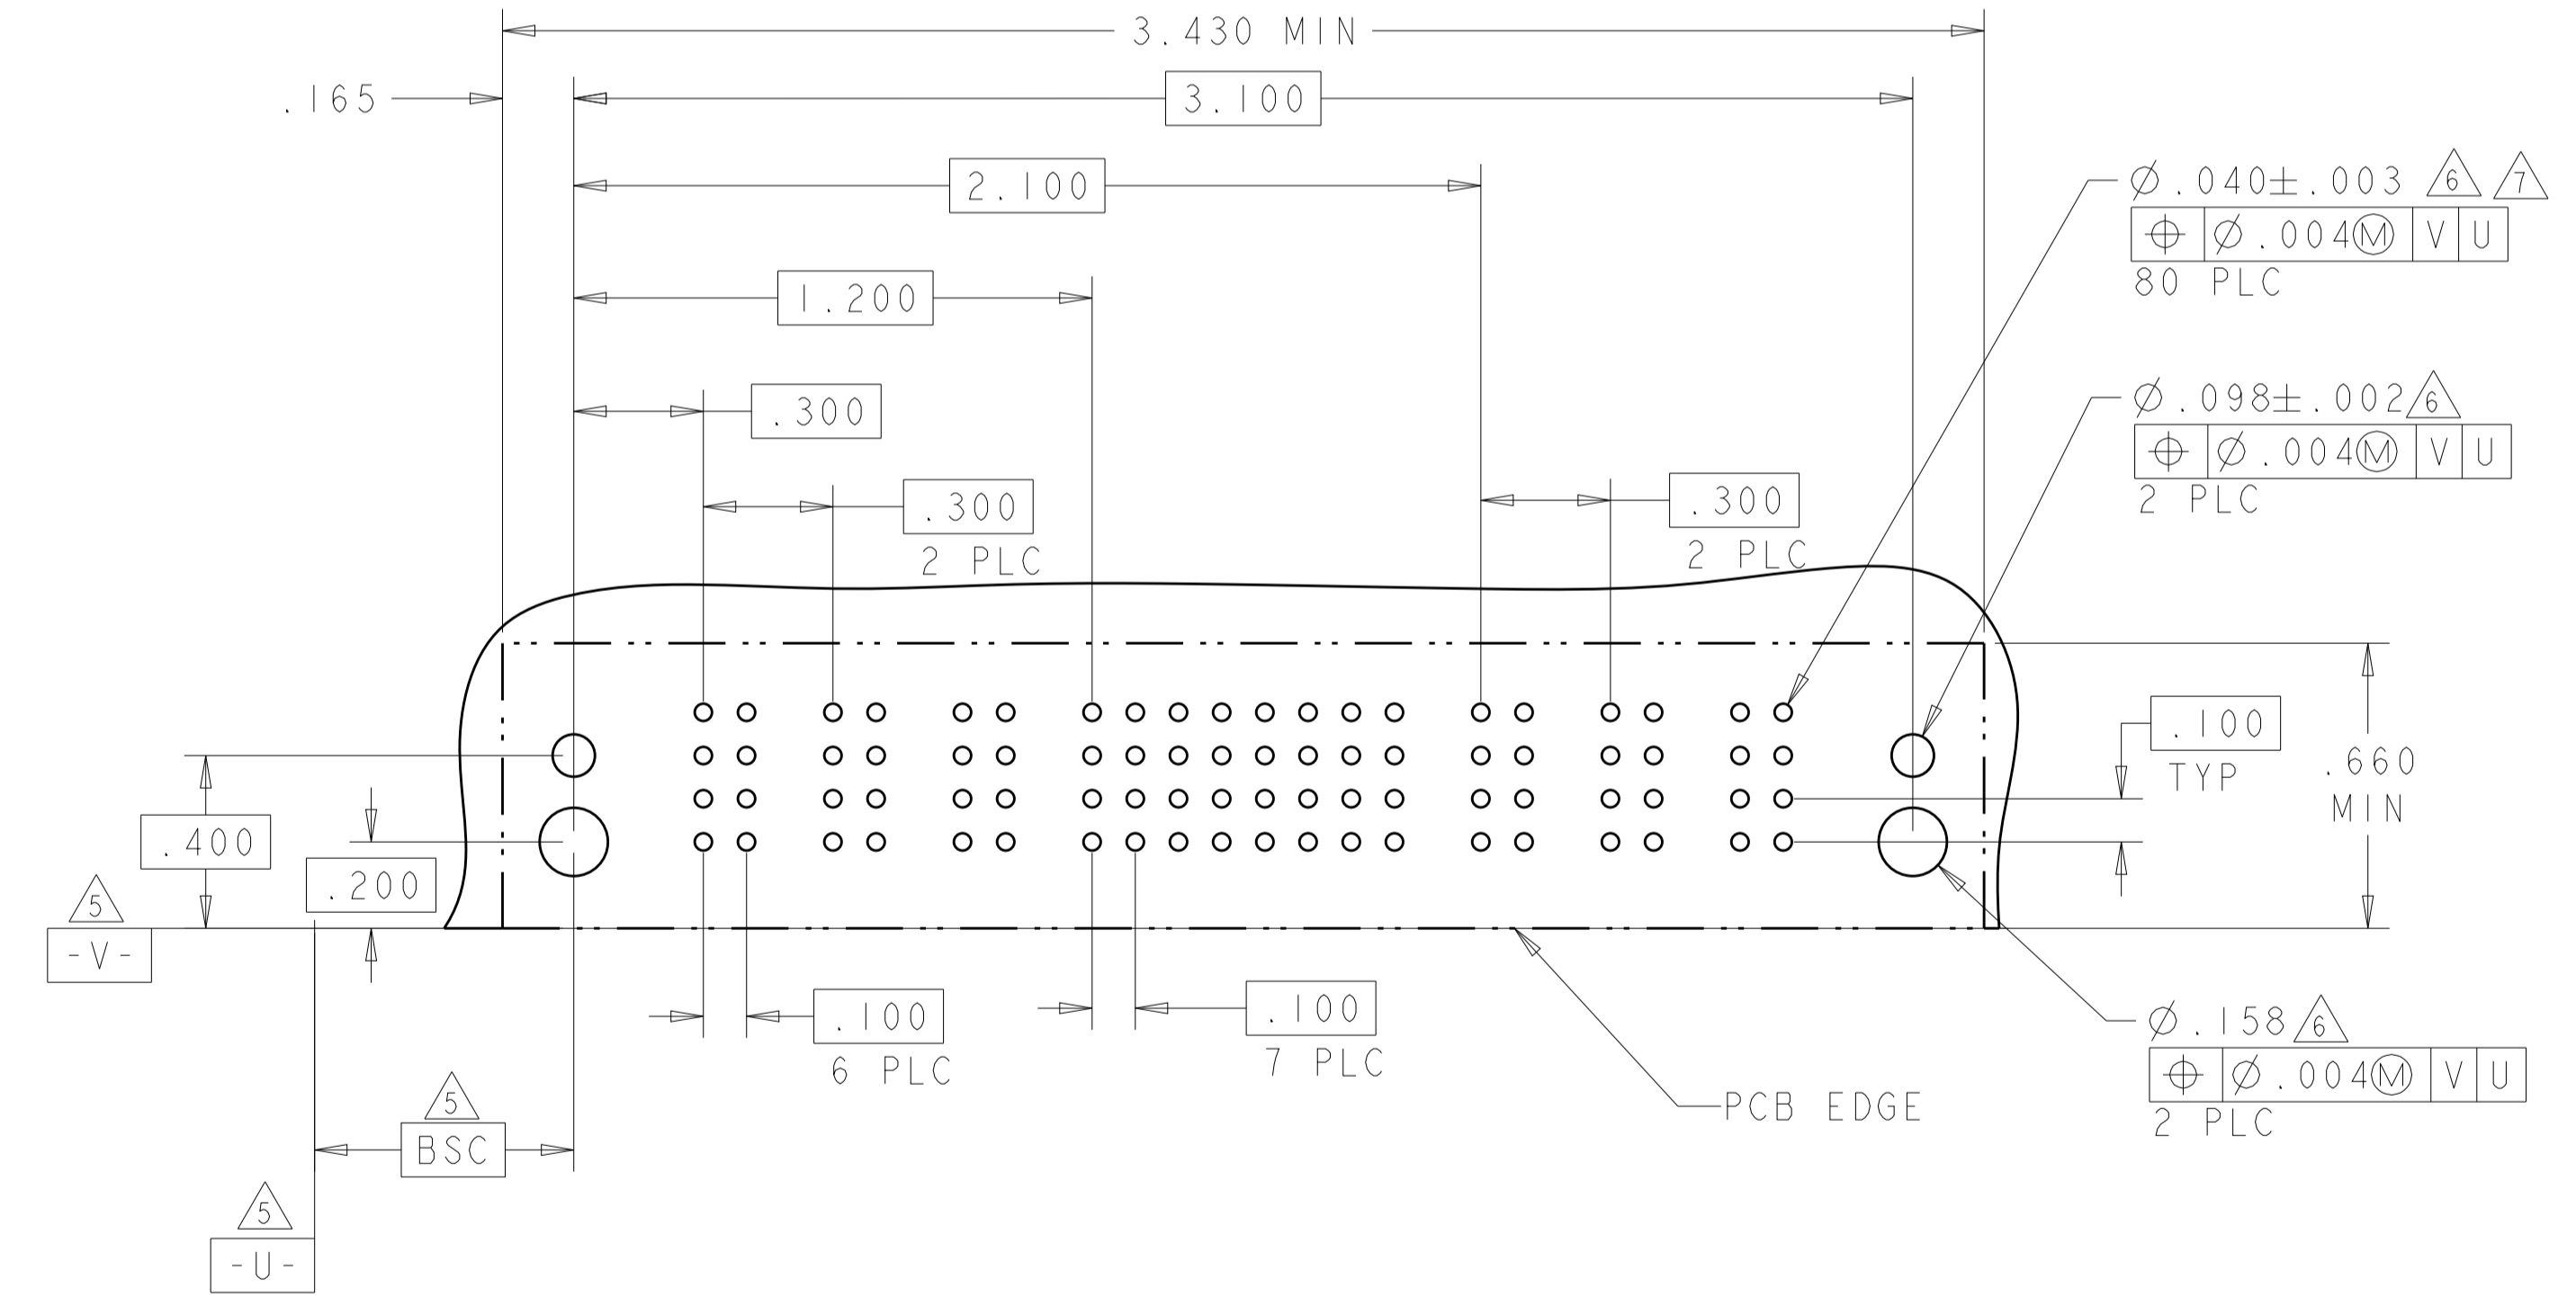 3.430 MIN
.165
3.100
2.100
1.200
.300
.300
2 PLC
.300
2 PLC
⌀.040±.003 6 7
⌖ ⌀.004Ⓜ V U
80 PLC
⌀.098±.002 6
⌖ ⌀.004Ⓜ V U
2 PLC
.100
TYP
.660
MIN
.400
.200
5
-V-
.100
6 PLC
.100
7 PLC
PCB EDGE
⌀.158 6
⌖ ⌀.004Ⓜ V U
2 PLC
5
BSC
5
-U-